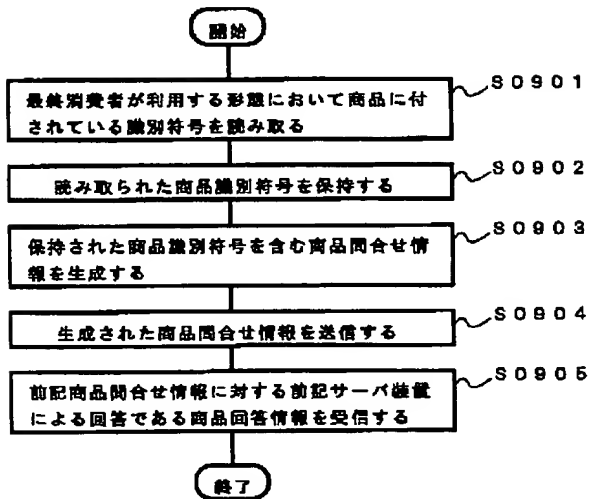 開始
最終消費者が利用する形態において商品に付
されている識別符号を読み取る
S0901
読み取られた商品識別符号を保持する
S0902
保持された商品識別符号を含む商品問合せ情
報を生成する
S0903
生成された商品問合せ情報を送信する
S0904
前記商品問合せ情報に対する前記サーバ装置
による回答である商品回答情報を受信する
S0905
終了